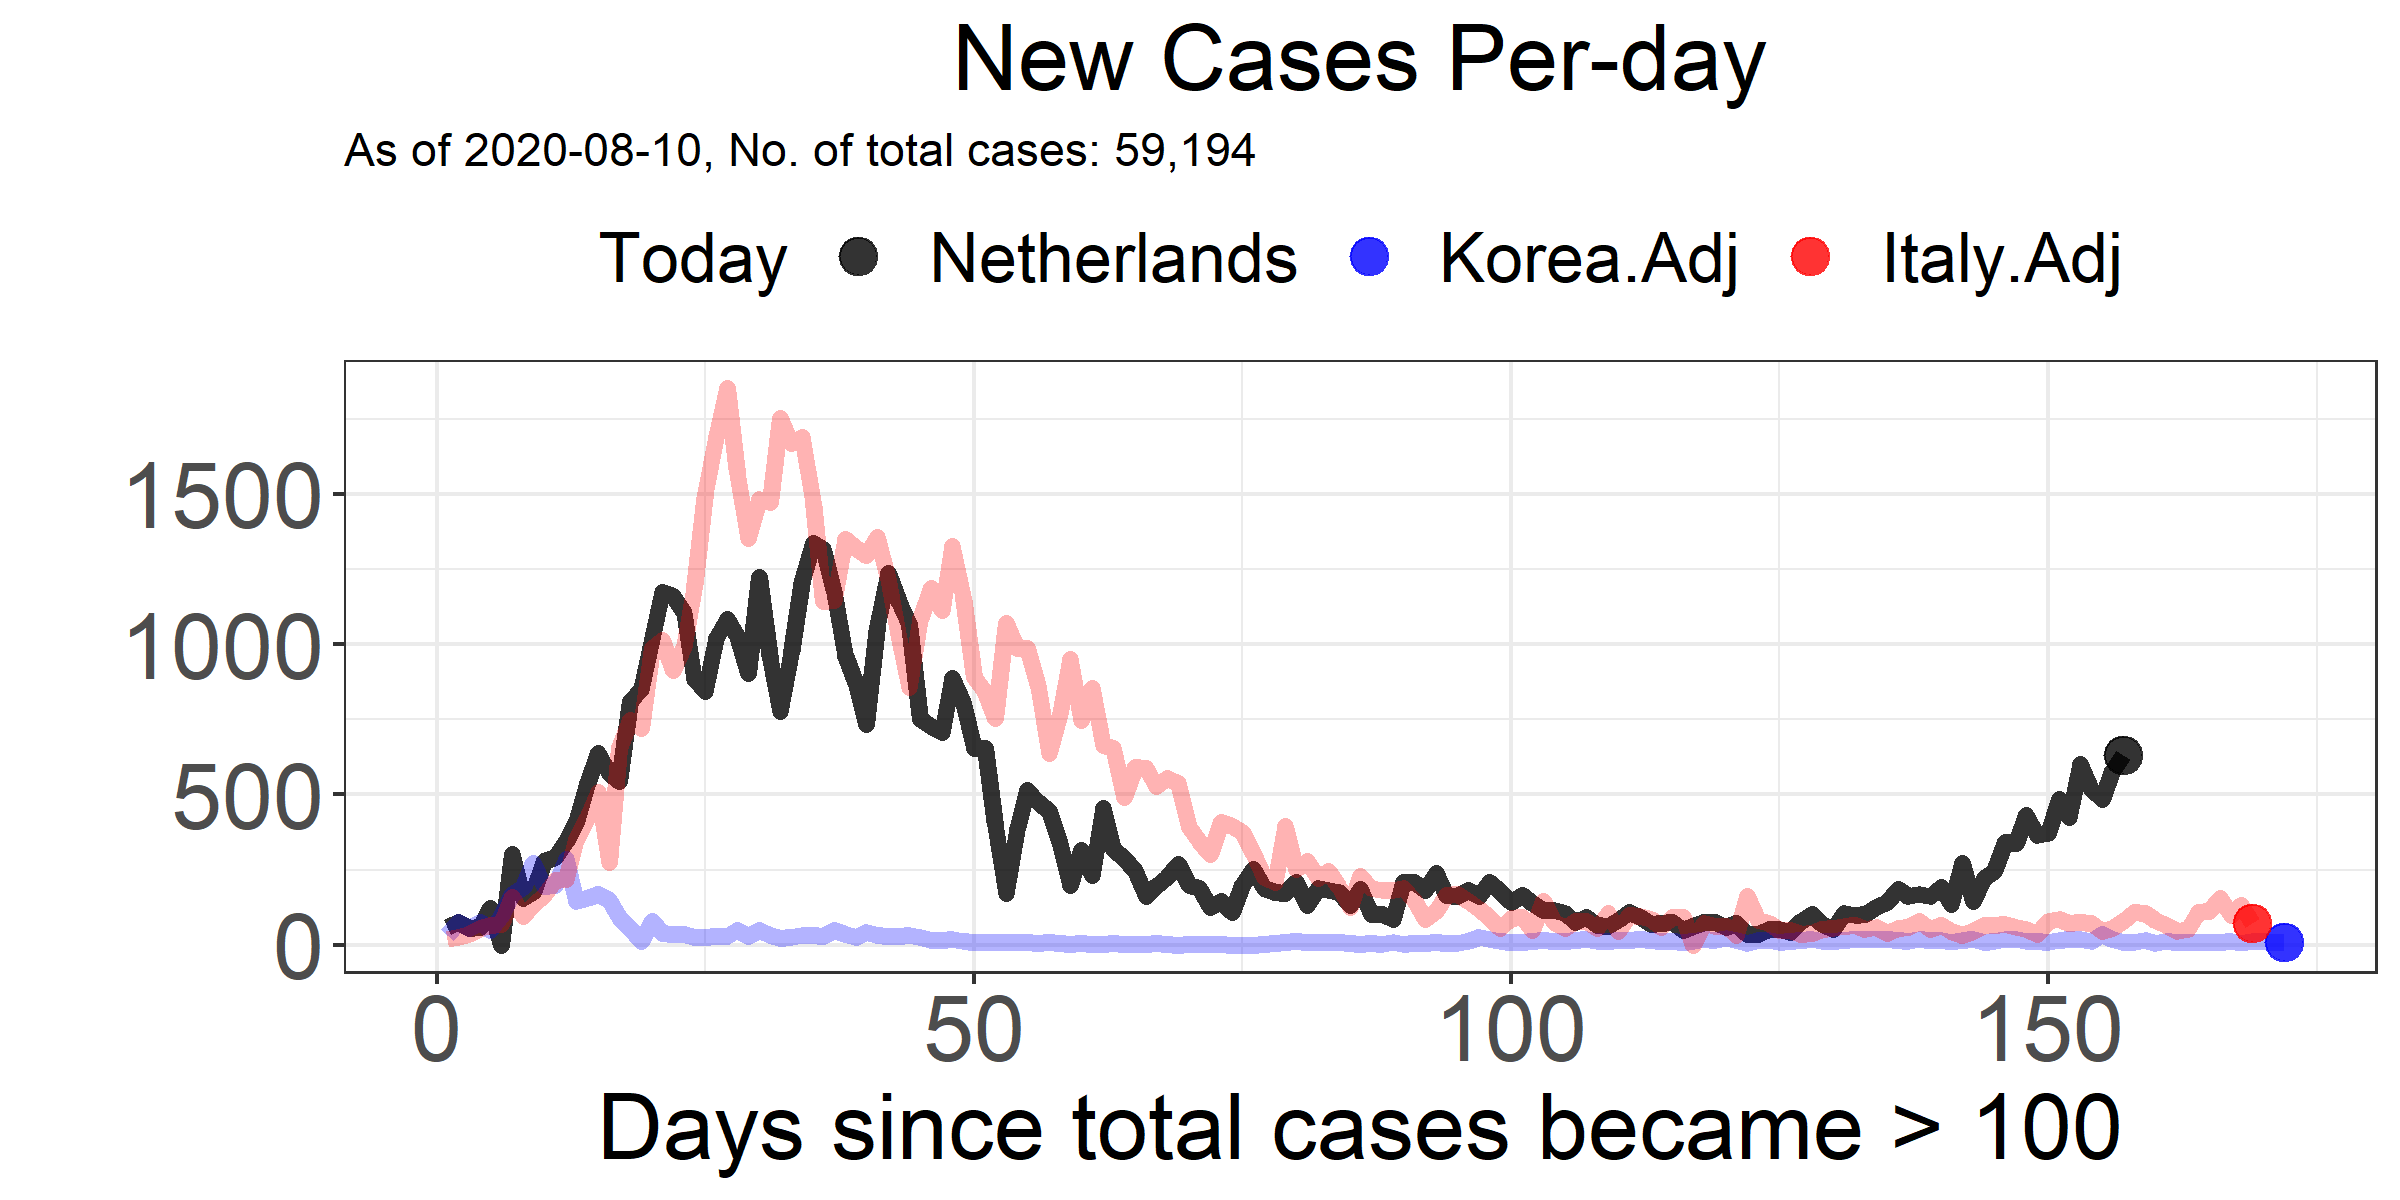 New Cases Per-day
As of 2020-08-10, No. of total cases: 59,194
Today Netherlands Korea.Adj Italy.Adj
1500
1000
500
0
0 50 100 150
Days since total cases became > 100